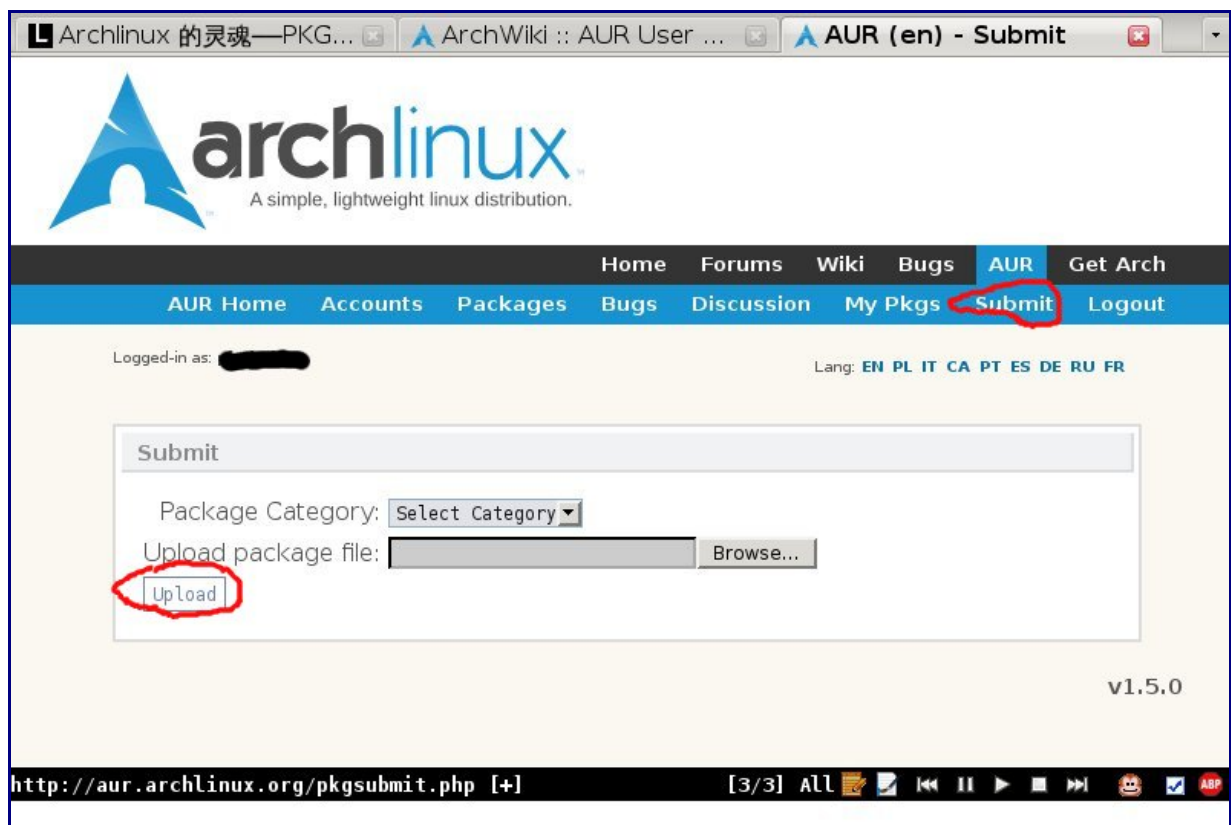 L Archlinux 的灵魂——PKG... ArchWiki :: AUR User ... AUR (en) - Submit
archlinux
A simple, lightweight linux distribution.
Home Forums Wiki Bugs AUR Get Arch
AUR Home Accounts Packages Bugs Discussion My Pkgs Submit Logout
Logged-in as:
Lang: EN PL IT CA PT ES DE RU FR
Submit
Package Category: Select Category
Upload package file: Browse...
Upload
v1.5.0
http://aur.archlinux.org/pkgsubmit.php [+] [3/3] All ABP